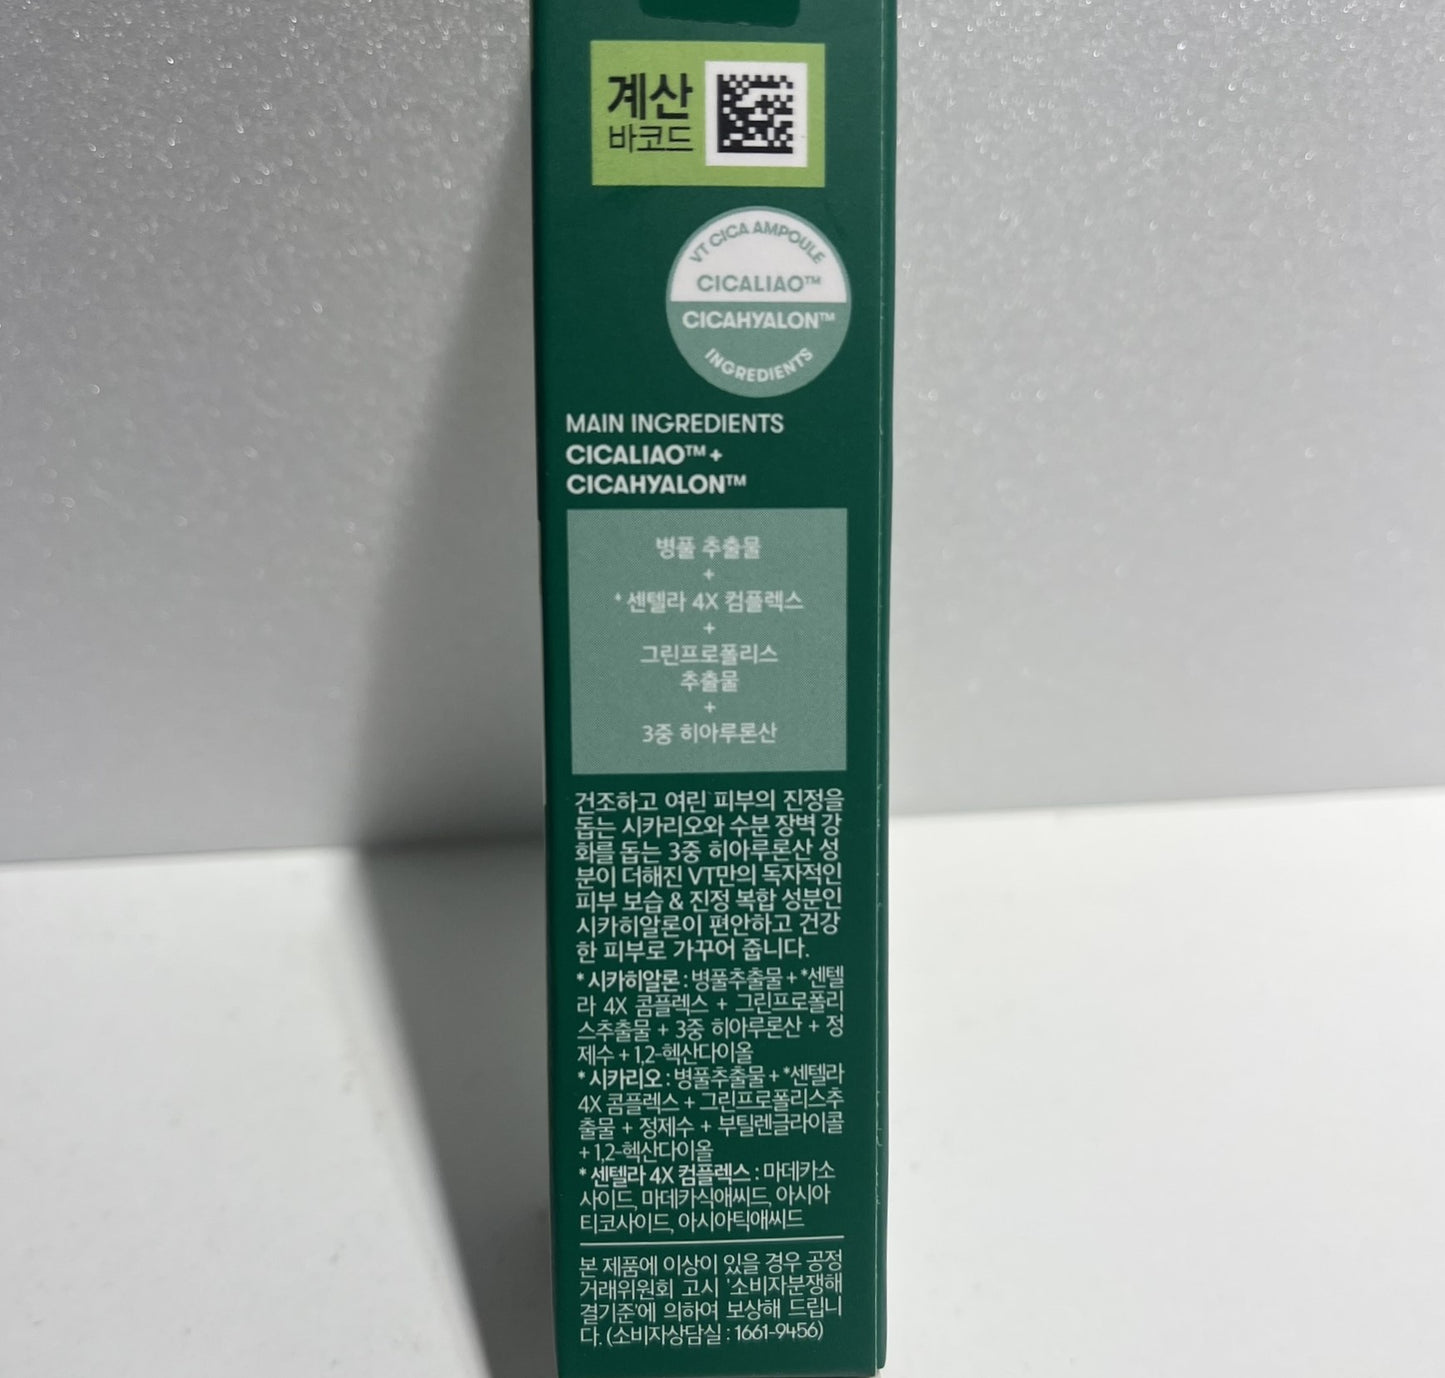 계산
바코드
VT CICA AMPOULE
CICALIAO™
CICAHYALON™
INGREDIENTS
MAIN INGREDIENTS
CICALIAO™ +
CICAHYALON™
병풀 추출물
+
* 센텔라 4X 컴플렉스
+
그린프로폴리스
추출물
+
3중 히아루론산
건조하고 여린 피부의 진정을
돕는 시카리오와 수분 장벽 강
화를 돕는 3중 히아루론산 성
분이 더해진 VT만의 독자적인
피부 보습 & 진정 복합 성분인
시카히알론이 편안하고 건강
한 피부로 가꾸어 줍니다.
* 시카히알론 : 병풀추출물 + *센텔
라 4X 콤플렉스 + 그린프로폴리
스추출물 + 3중 히아루론산 + 정
제수 + 1,2-헥산다이올
* 시카리오 : 병풀추출물 + *센텔라
4X 콤플렉스 + 그린프로폴리스추
출물 + 정제수 + 부틸렌글라이콜
+ 1,2-헥산다이올
* 센텔라 4X 컴플렉스 : 마데카소
사이드, 마데카식애씨드, 아시아
티코사이드, 아시아틱애씨드
본 제품에 이상이 있을 경우 공정
거래위원회 고시 '소비자분쟁해
결기준'에 의하여 보상해 드립니
다. (소비자상담실 : 1661-9456)